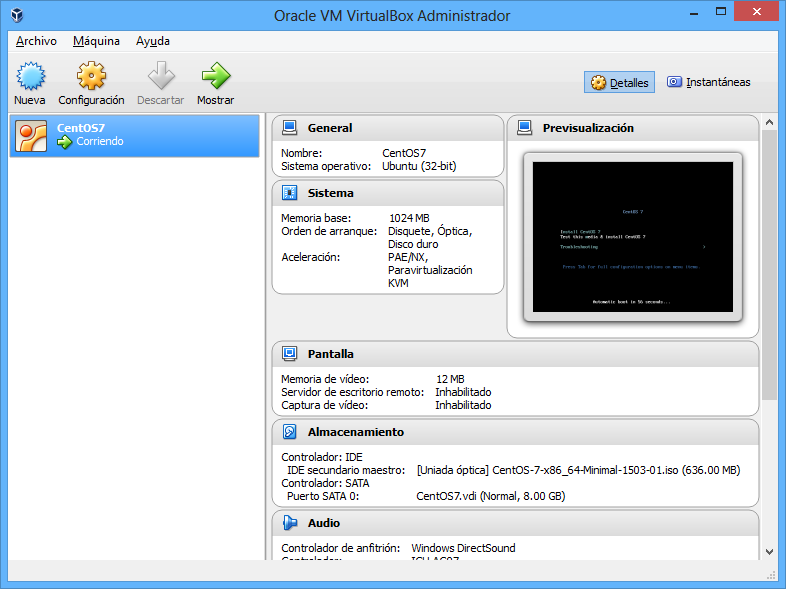 Oracle VM VirtualBox Administrador
Archivo Máquina Ayuda
Nueva Configuración Descartar Mostrar
Detalles Instantáneas
CentOS7
Corriendo
General
Nombre: CentOS7
Sistema operativo: Ubuntu (32-bit)
Sistema
Memoria base: 1024 MB
Orden de arranque: Disquete, Óptica,
Disco duro
Aceleración: PAE/NX,
Paravirtualización
KVM
Previsualización
CentOS 7
Install CentOS 7
Test this media & install CentOS 7
Troubleshooting >
Press Tab for full configuration options on menu items.
Automatic boot in 56 seconds...
Pantalla
Memoria de vídeo: 12 MB
Servidor de escritorio remoto: Inhabilitado
Captura de vídeo: Inhabilitado
Almacenamiento
Controlador: IDE
IDE secundario maestro: [Uniada óptica] CentOS-7-x86_64-Minimal-1503-01.iso (636.00 MB)
Controlador: SATA
Puerto SATA 0: CentOS7.vdi (Normal, 8.00 GB)
Audio
Controlador de anfitrión: Windows DirectSound
Controlador: ICH AC97